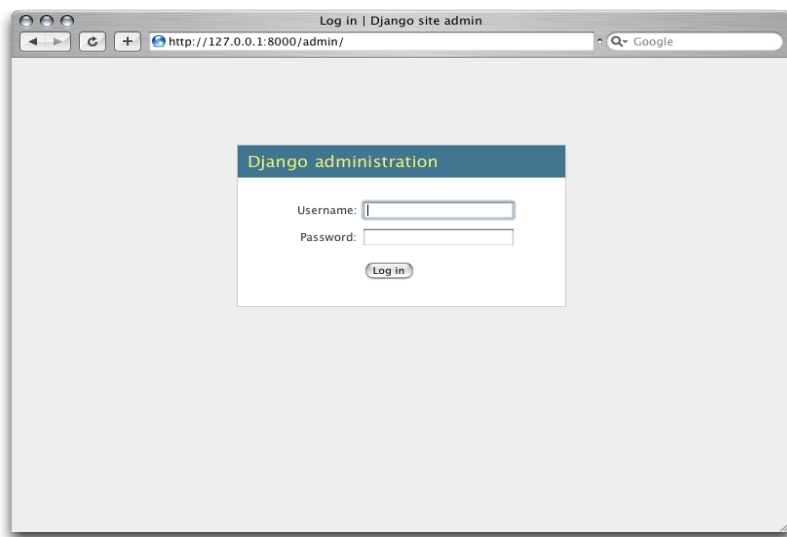 Log in | Django site admin
http://127.0.0.1:8000/admin/
Google
Django administration
Username:
Password:
Log in